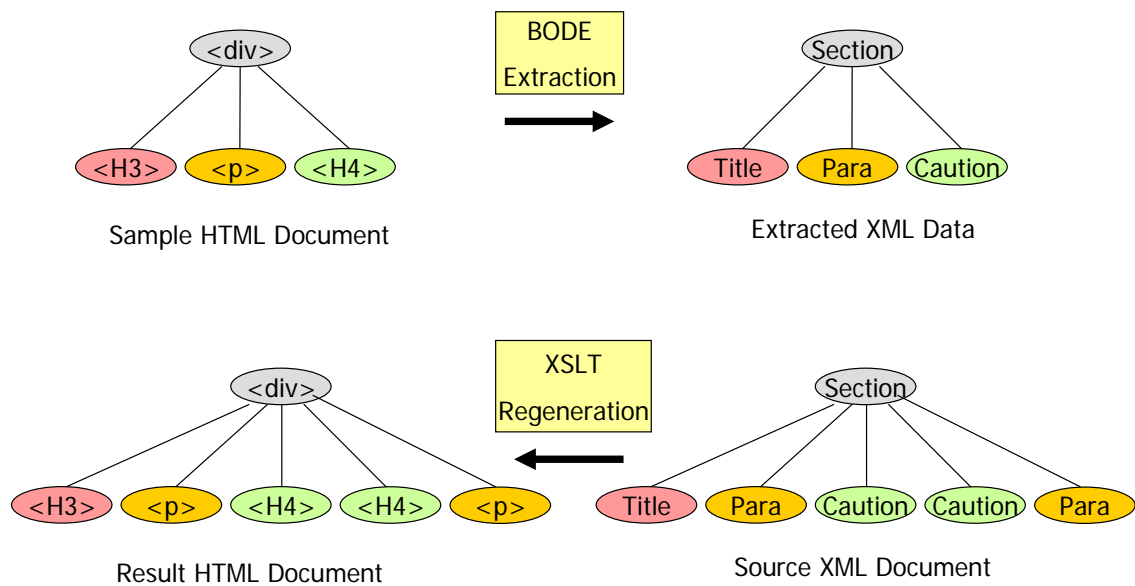 <div>
BODE
Extraction
Section
<H3> <p> <H4>
Title Para Caution
Sample HTML Document
Extracted XML Data
<div>
XSLT
Regeneration
Section
<H3> <p> <H4> <H4> <p>
Title Para Caution Caution Para
Result HTML Document
Source XML Document